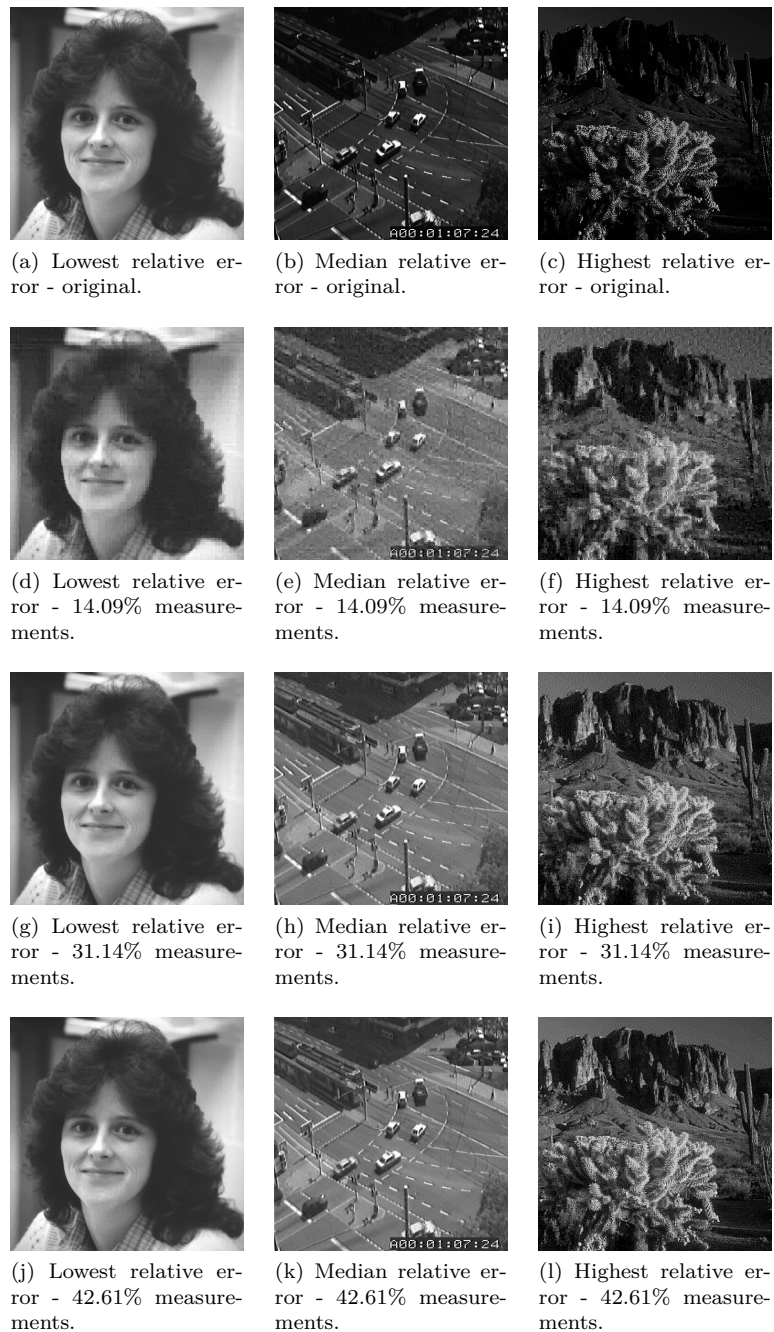 A00:01:07:24
(a) Lowest relative er-
ror - original.
(b) Median relative er-
ror - original.
(c) Highest relative er-
ror - original.
A00:01:07:24
(d) Lowest relative er-
ror - 14.09% measure-
ments.
(e) Median relative er-
ror - 14.09% measure-
ments.
(f) Highest relative er-
ror - 14.09% measure-
ments.
A00:01:07:24
(g) Lowest relative er-
ror - 31.14% measure-
ments.
(h) Median relative er-
ror - 31.14% measure-
ments.
(i) Highest relative er-
ror - 31.14% measure-
ments.
A00:01:07:24
(j) Lowest relative er-
ror - 42.61% measure-
ments.
(k) Median relative er-
ror - 42.61% measure-
ments.
(l) Highest relative er-
ror - 42.61% measure-
ments.